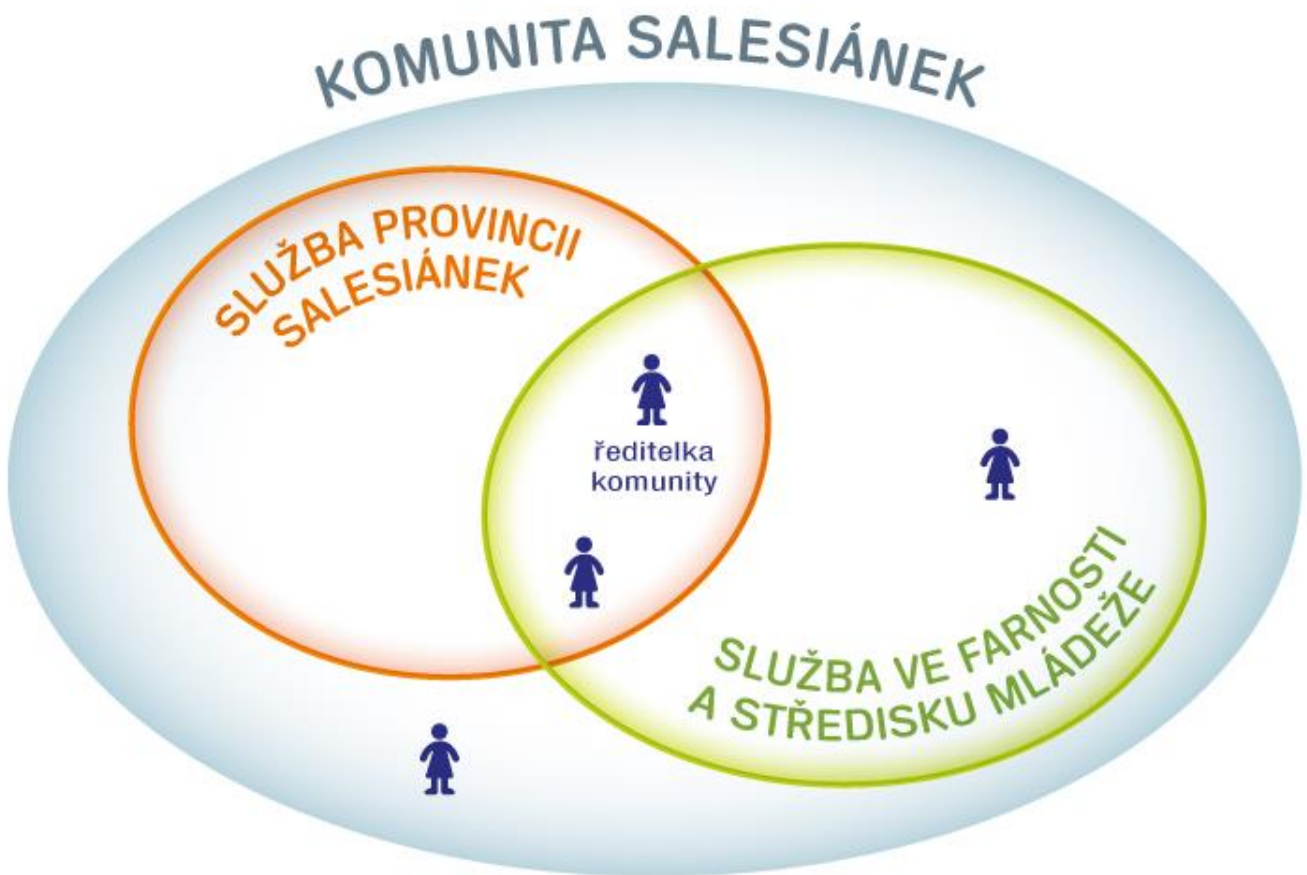 KOMUNITA SALESIÁNEK
SLUŽBA PROVINCII
SALESIÁNEK
ředitelka
komunity
SLUŽBA VE FARNOSTI
A STŘEDISKU MLÁDEŽE